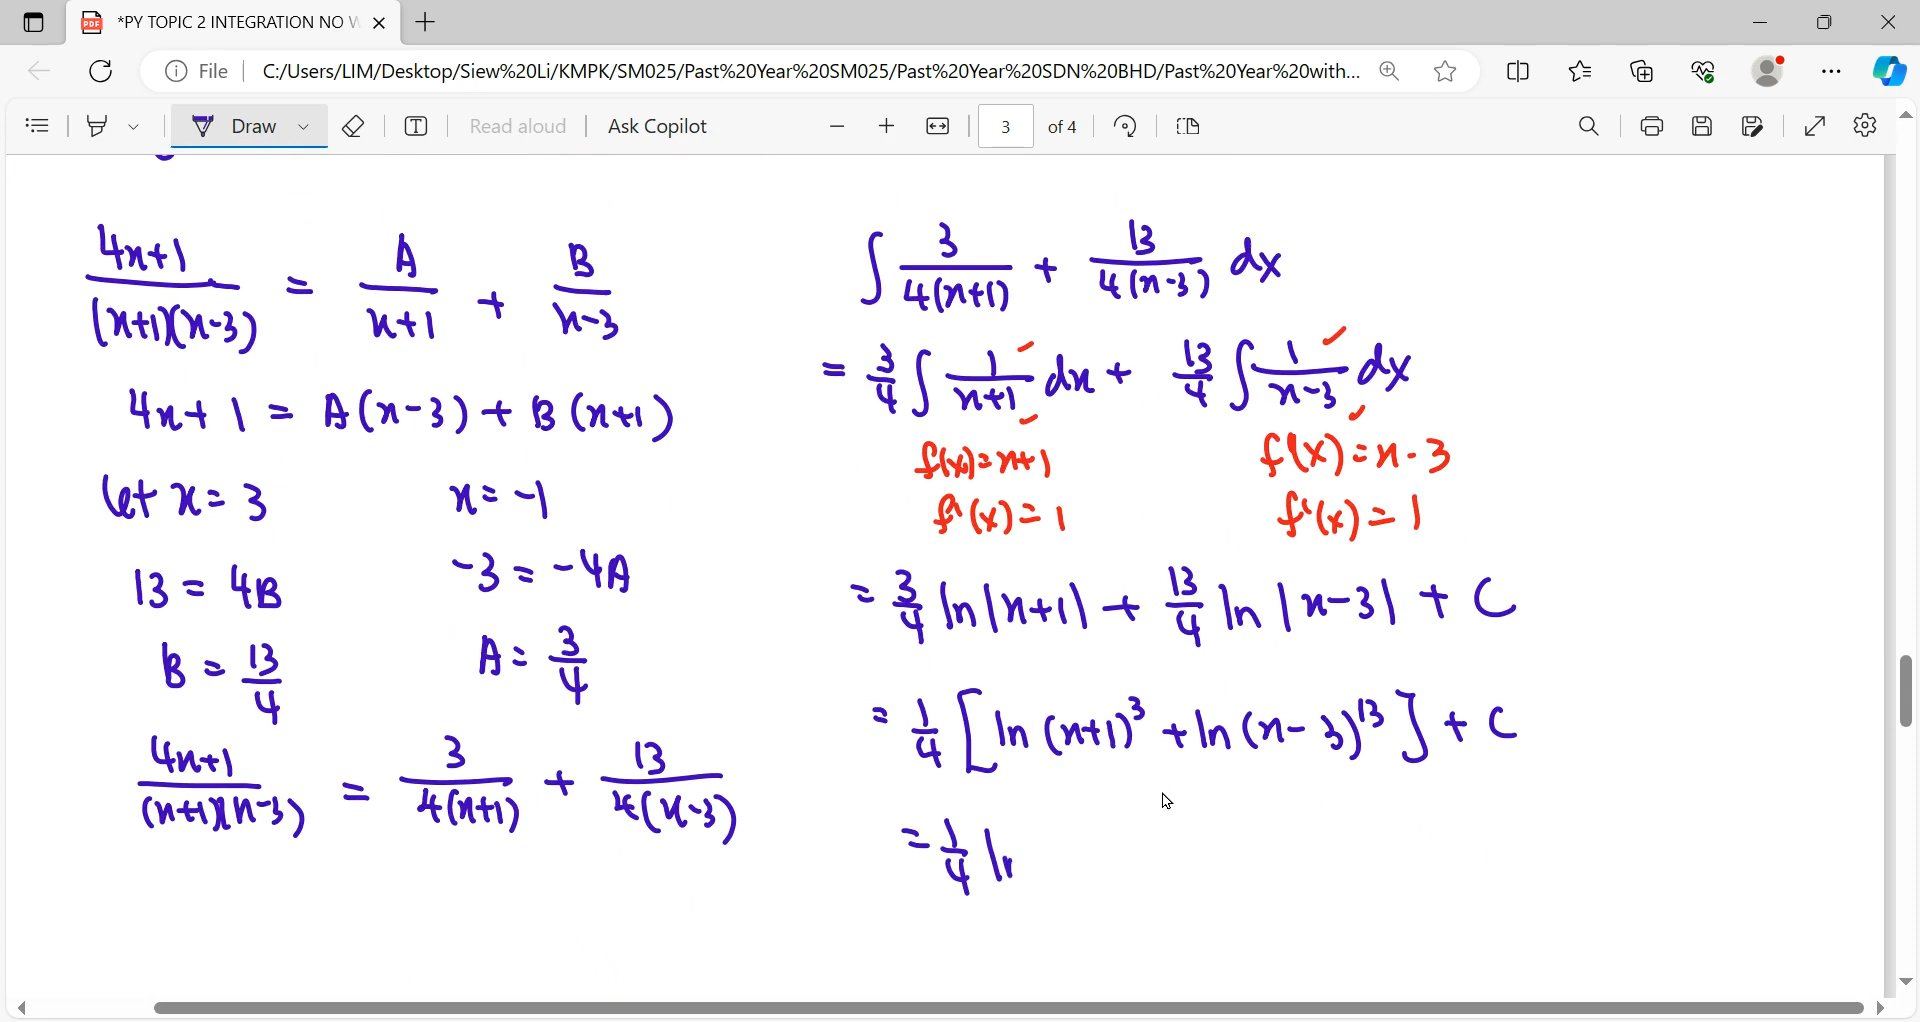 *PY TOPIC 2 INTEGRATION NO W
File
C:/Users/LIM/Desktop/Siew%20Li/KMPK/SM025/Past%20Year%20SM025/Past%20Year%20SDN%20BHD/Past%20Year%20with...
Draw
Read aloud
Ask Copilot
3 of 4
(4x+1)/((x+1)(x-3)) = A/(x+1) + B/(x-3)
4x+1 = A(x-3) + B(x+1)
let x = 3
x = -1
13 = 4B
-3 = -4A
B = 13/4
A = 3/4
(4x+1)/((x+1)(x-3)) = 3/(4(x+1)) + 13/(4(x-3))
∫ 3/(4(x+1)) + 13/(4(x-3)) dx
= 3/4 ∫ 1/(x+1) dx + 13/4 ∫ 1/(x-3) dx
f(x) = x+1
f(x) = x-3
f'(x) = 1
f'(x) = 1
= 3/4 ln|x+1| + 13/4 ln|x-3| + C
= 1/4 [ln (x+1)³ + ln (x-3)¹³] + C
= 1/4 ln